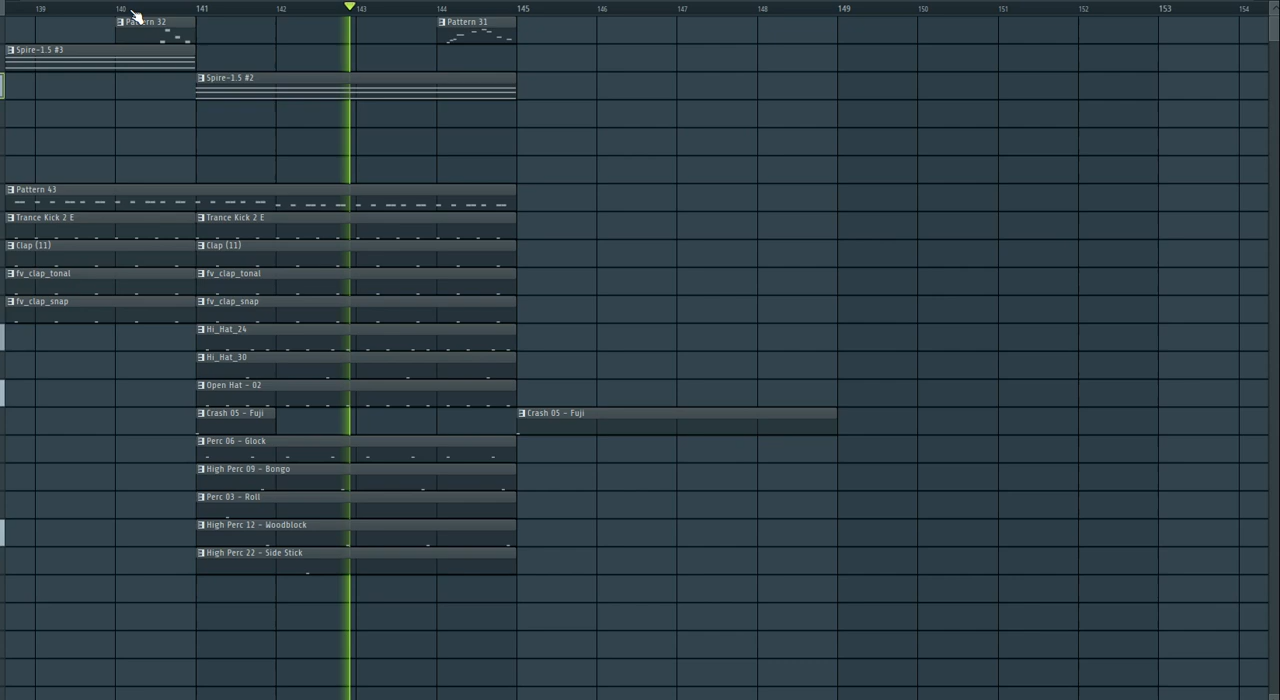 139 140 141 142 143 144 145 146 147 148 149 150 151 152 153 154
Pattern 32 Pattern 31
Spire-1.5 #3
Spire-1.5 #2
Pattern 43
Trance Kick 2 E Trance Kick 2 E
Clap (11) Clap (11)
fv_clap_tonal fv_clap_tonal
fv_clap_snap fv_clap_snap
Hi_Hat_24
Hi_Hat_30
Open Hat - 02
Crash 05 - Fuji Crash 05 - Fuji
Perc 06 - Glock
High Perc 09 - Bongo
Perc 03 - Roll
High Perc 12 - Woodblock
High Perc 22 - Side Stick